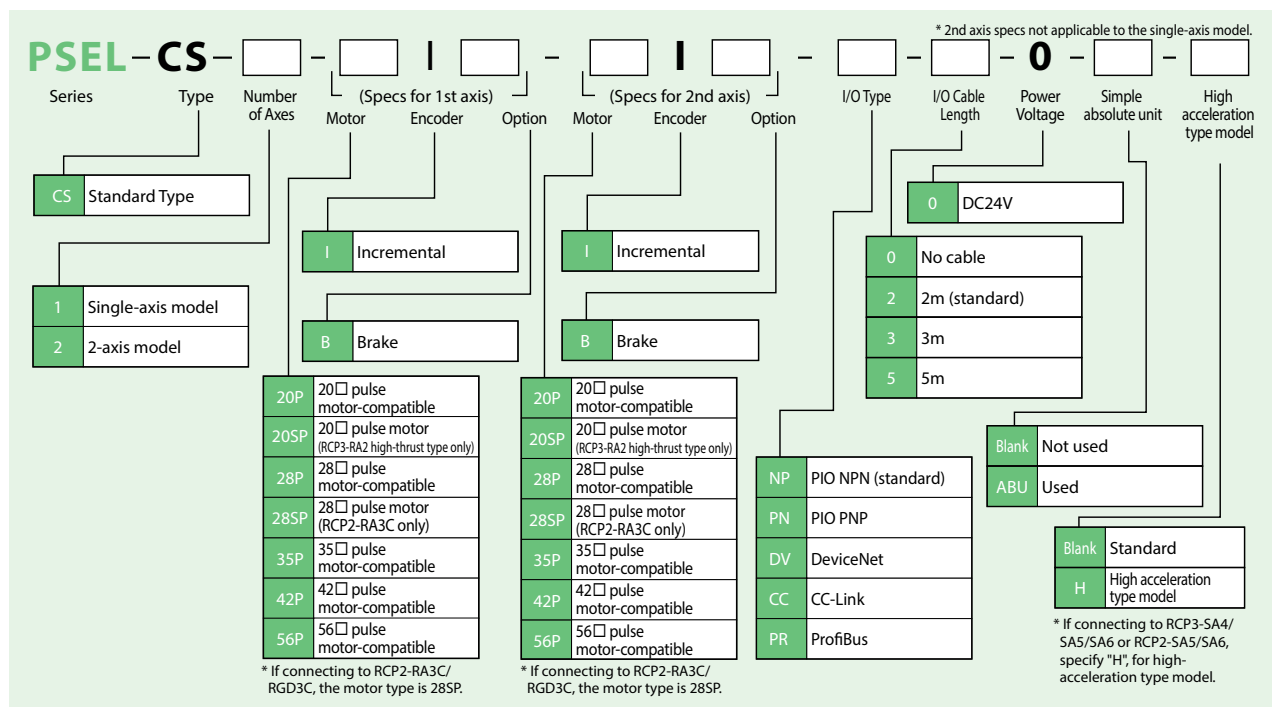 * 2nd axis specs not applicable to the single-axis model.
PSEL – CS – □ – □ I □ – □ I □ – □ – □ – 0 – □ – □
Series
Type
Number
of Axes
(Specs for 1st axis)
Motor
Encoder
Option
(Specs for 2nd axis)
Motor
Encoder
Option
I/O Type
I/O Cable
Length
Power
Voltage
Simple
absolute unit
High
acceleration
type model
CS Standard Type
1 Single-axis model
2 2-axis model
I Incremental
B Brake
20P 20□ pulse
motor-compatible
20SP 20□ pulse motor
(RCP3-RA2 high-thrust type only)
28P 28□ pulse
motor-compatible
28SP 28□ pulse motor
(RCP2-RA3C only)
35P 35□ pulse
motor-compatible
42P 42□ pulse
motor-compatible
56P 56□ pulse
motor-compatible
* If connecting to RCP2-RA3C/
RGD3C, the motor type is 28SP.
I Incremental
B Brake
20P 20□ pulse
motor-compatible
20SP 20□ pulse motor
(RCP3-RA2 high-thrust type only)
28P 28□ pulse
motor-compatible
28SP 28□ pulse motor
(RCP2-RA3C only)
35P 35□ pulse
motor-compatible
42P 42□ pulse
motor-compatible
56P 56□ pulse
motor-compatible
* If connecting to RCP2-RA3C/
RGD3C, the motor type is 28SP.
NP PIO NPN (standard)
PN PIO PNP
DV DeviceNet
CC CC-Link
PR ProfiBus
0 DC24V
0 No cable
2 2m (standard)
3 3m
5 5m
Blank Not used
ABU Used
Blank Standard
H High acceleration
type model
* If connecting to RCP3-SA4/
SA5/SA6 or RCP2-SA5/SA6,
specify "H", for high-
acceleration type model.